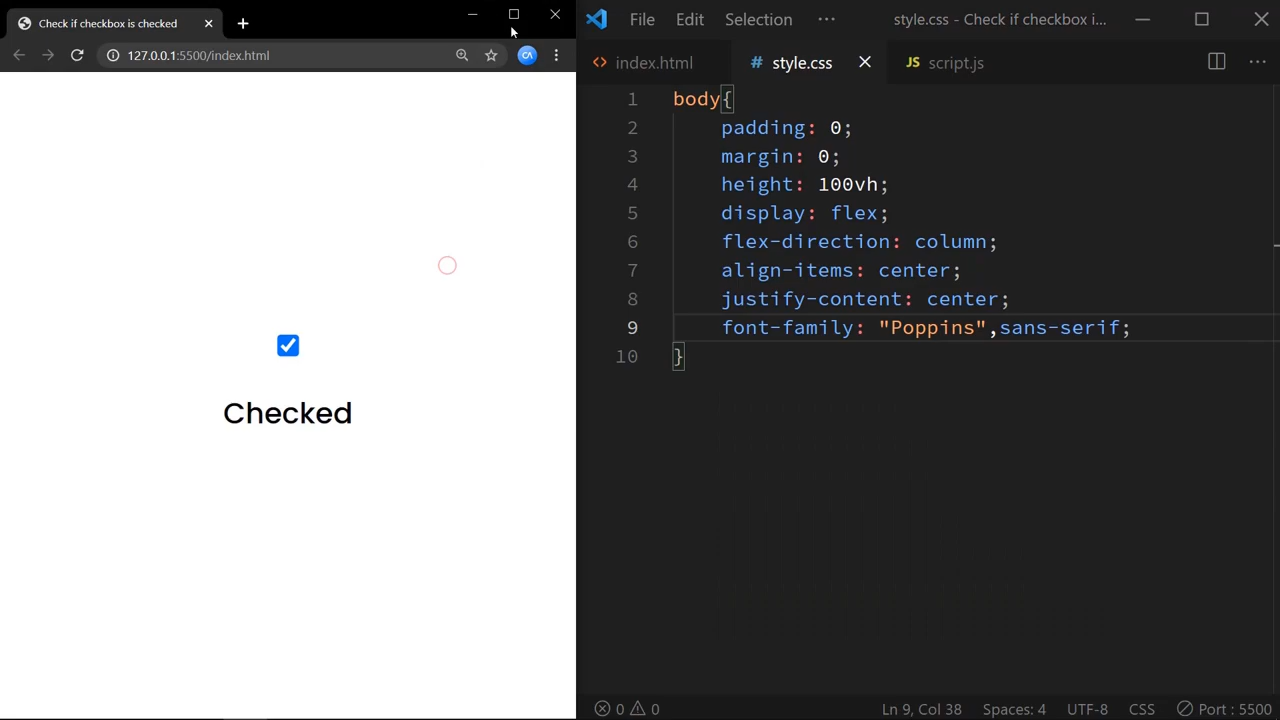 Check if checkbox is checked
127.0.0.1:5500/index.html
Checked
File Edit Selection ··· style.css - Check if checkbox i...
<> index.html # style.css JS script.js ···
1 body{
2 padding: 0;
3 margin: 0;
4 height: 100vh;
5 display: flex;
6 flex-direction: column;
7 align-items: center;
8 justify-content: center;
9 font-family: "Poppins",sans-serif;
10 }
0 0 Ln 9, Col 38 Spaces: 4 UTF-8 CSS Port : 5500